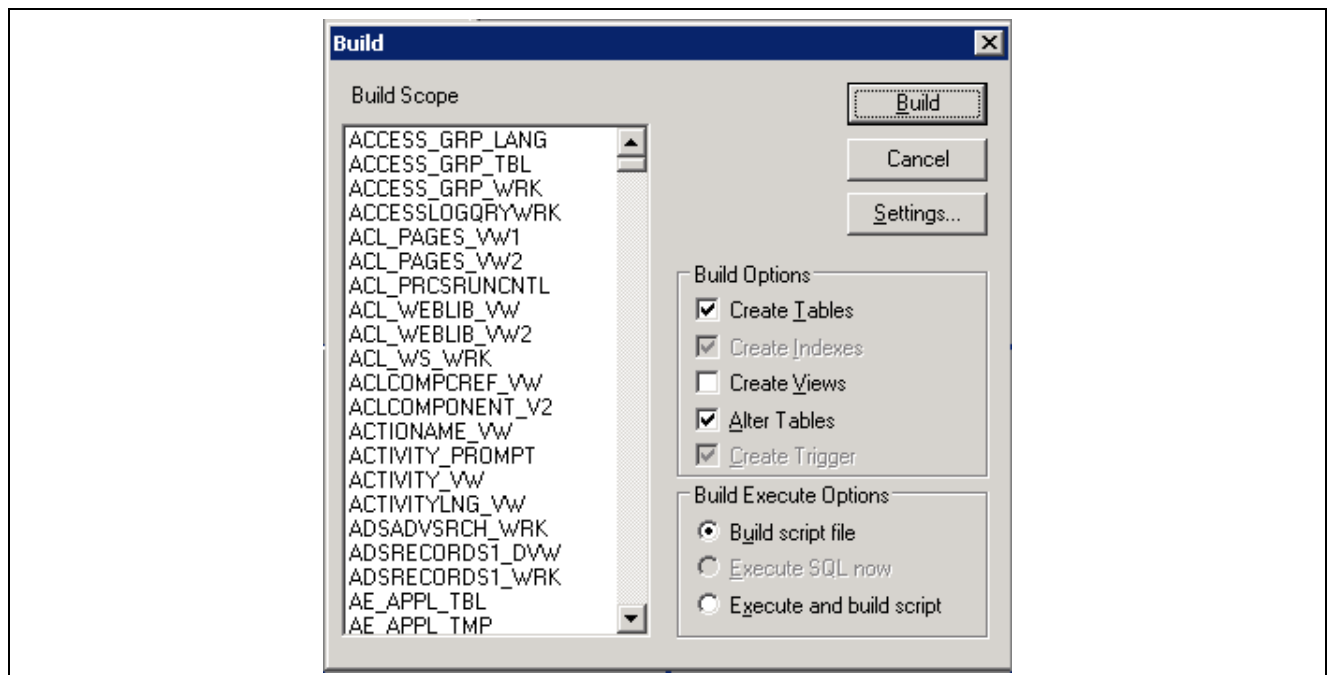 Build
Build Scope
ACCESS_GRP_LANG
ACCESS_GRP_TBL
ACCESS_GRP_WRK
ACCESSLOGQRYWRK
ACL_PAGES_VW1
ACL_PAGES_VW2
ACL_PRCSRUNCNTL
ACL_WEBLIB_VW
ACL_WEBLIB_VW2
ACL_WS_WRK
ACLCOMPCREF_VW
ACLCOMPONENT_V2
ACTIONAME_VW
ACTIVITY_PROMPT
ACTIVITY_VW
ACTIVITYLNG_VW
ADSADVSRCH_WRK
ADSRECORDS1_DVW
ADSRECORDS1_WRK
AE_APPL_TBL
AE_APPL_TMP
Build
Cancel
Settings...
Build Options
Create Tables
Create Indexes
Create Views
Alter Tables
Create Trigger
Build Execute Options
Build script file
Execute SQL now
Execute and build script